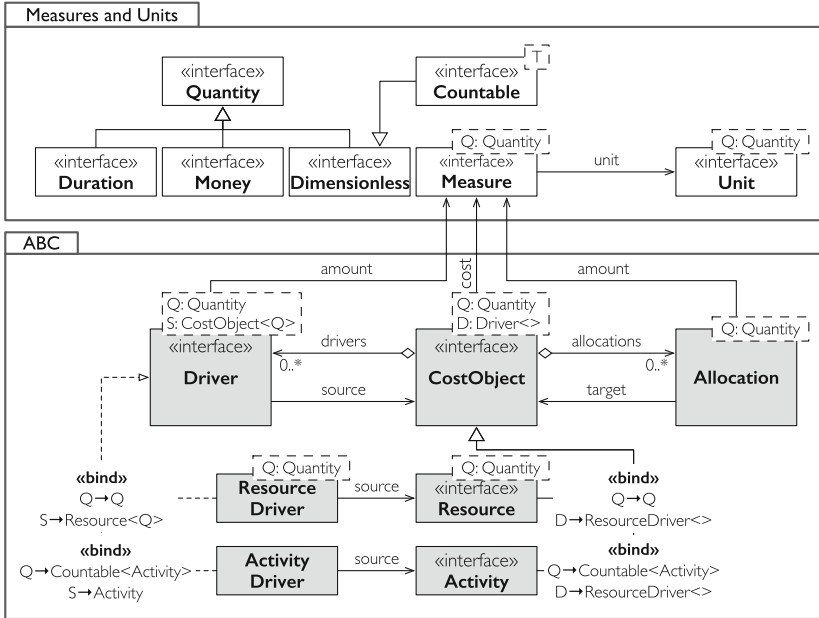 Measures and Units
«interface»
Quantity
«interface»
Countable
T
«interface»
Duration
«interface»
Money
«interface»
Dimensionless
Q: Quantity
«interface»
Measure
unit
Q: Quantity
«interface»
Unit
ABC
amount
cost
amount
Q: Quantity
S: CostObject<Q>
«interface»
Driver
drivers
0..*
source
Q: Quantity
D: Driver<>
«interface»
CostObject
allocations
0..*
target
Q: Quantity
Allocation
«bind»
Q→Q
S→Resource<Q>
Q: Quantity
Resource
Driver
source
Q: Quantity
«interface»
Resource
«bind»
Q→Q
D→ResourceDriver<>
«bind»
Q→Countable<Activity>
S→Activity
Activity
Driver
source
«interface»
Activity
«bind»
Q→Countable<Activity>
D→ResourceDriver<>